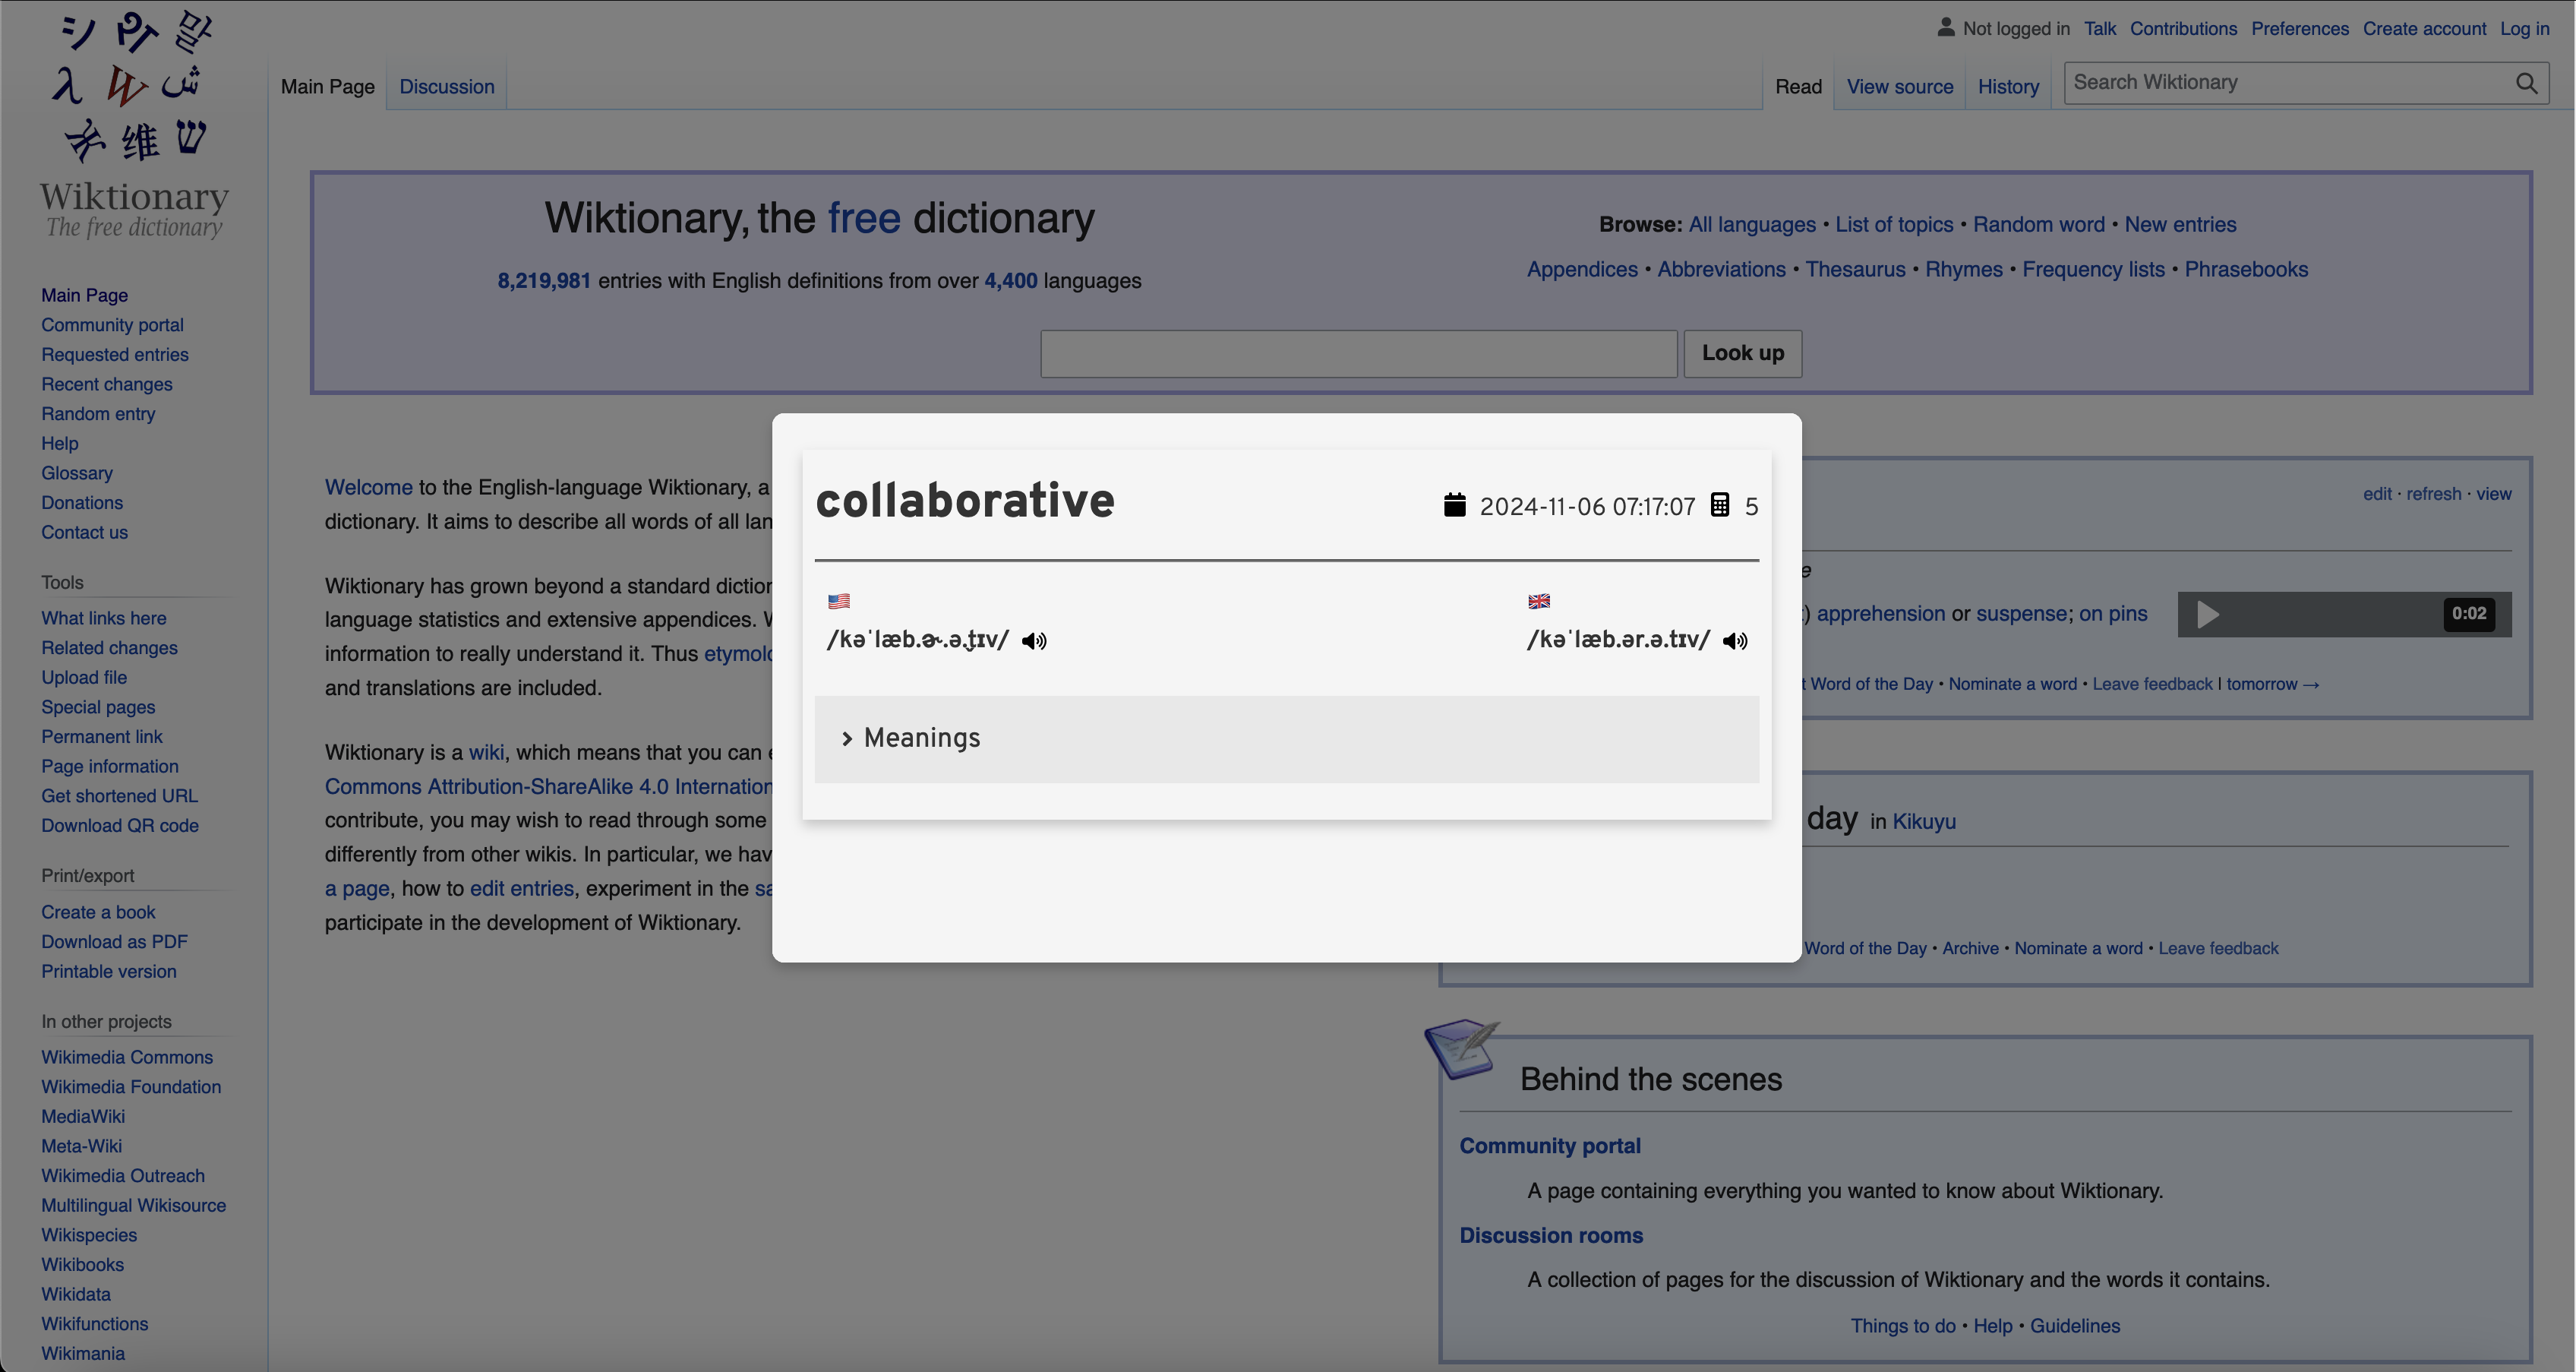 シ
PT
말
λ
W
ش
维
ש
Wiktionary
The free dictionary
Main Page
Community portal
Requested entries
Recent changes
Random entry
Help
Glossary
Donations
Contact us
Tools
What links here
Related changes
Upload file
Special pages
Permanent link
Page information
Get shortened URL
Download QR code
Print/export
Create a book
Download as PDF
Printable version
In other projects
Wikimedia Commons
Wikimedia Foundation
MediaWiki
Meta-Wiki
Wikimedia Outreach
Multilingual Wikisource
Wikispecies
Wikibooks
Wikidata
Wikifunctions
Wikimania
Not logged in Talk Contributions Preferences Create account Log in
Main Page Discussion
Read View source History Search Wiktionary
Wiktionary, the free dictionary
8,219,981 entries with English definitions from over 4,400 languages
Browse: All languages • List of topics • Random word • New entries
Appendices • Abbreviations • Thesaurus • Rhymes • Frequency lists • Phrasebooks
Look up
Welcome to the English-language Wiktionary, a
dictionary. It aims to describe all words of all lan
Wiktionary has grown beyond a standard diction
language statistics and extensive appendices. W
information to really understand it. Thus etymolo
and translations are included.
Wiktionary is a wiki, which means that you can e
Commons Attribution-ShareAlike 4.0 Internation
contribute, you may wish to read through some
differently from other wikis. In particular, we hav
a page, how to edit entries, experiment in the sa
participate in the development of Wiktionary.
collaborative
2024-11-06 07:17:07 5
/kəˈlæb.ɚ.ə.t̬ɪv/
/kəˈlæb.ər.ə.tɪv/
Meanings
edit · refresh · view
e
) apprehension or suspense; on pins
0:02
t Word of the Day • Nominate a word • Leave feedback | tomorrow →
day in Kikuyu
Word of the Day • Archive • Nominate a word • Leave feedback
Behind the scenes
Community portal
A page containing everything you wanted to know about Wiktionary.
Discussion rooms
A collection of pages for the discussion of Wiktionary and the words it contains.
Things to do • Help • Guidelines